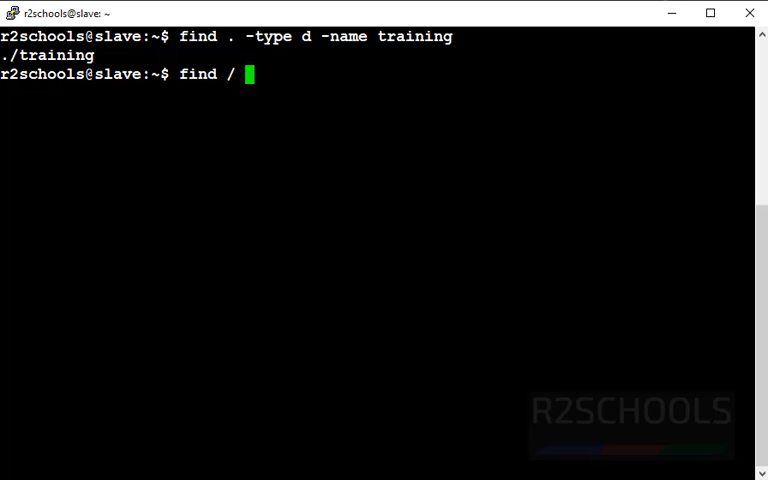 r2schools@slave: ~
r2schools@slave:~$ find . -type d -name training
./training
r2schools@slave:~$ find /
R2SCHOOLS